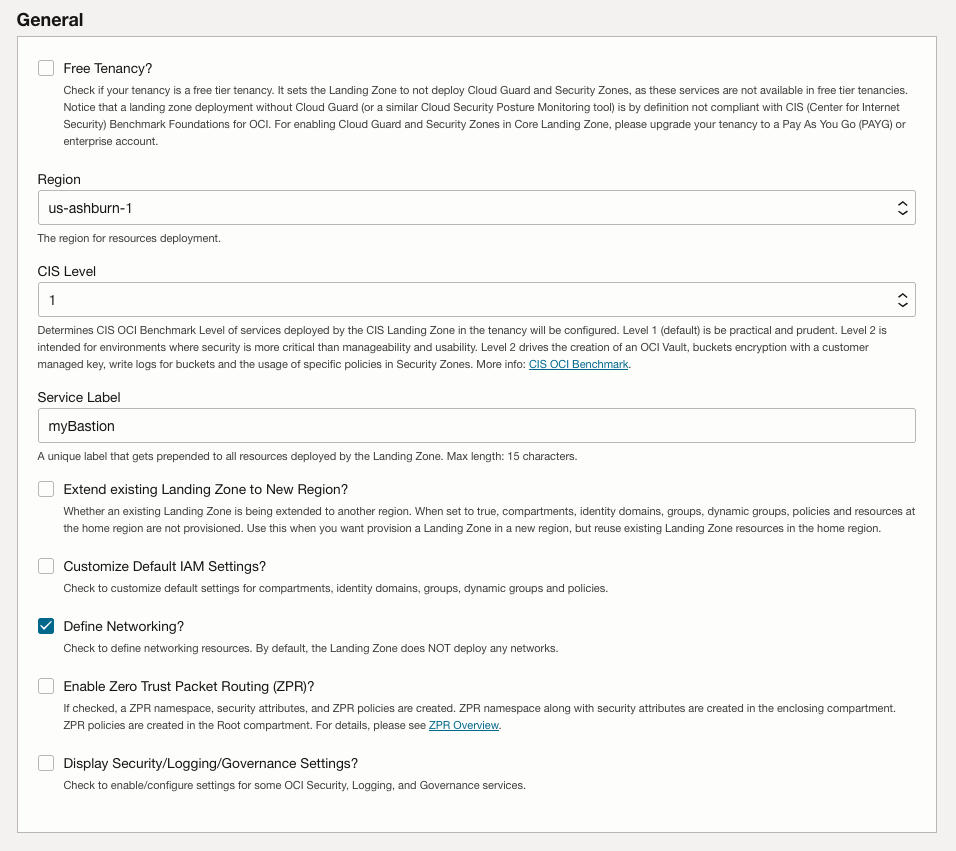 General
Free Tenancy?
Check if your tenancy is a free tier tenancy. It sets the Landing Zone to not deploy Cloud Guard and Security Zones, as these services are not available in free tier tenancies.
Notice that a landing zone deployment without Cloud Guard (or a similar Cloud Security Posture Monitoring tool) is by definition not compliant with CIS (Center for Internet
Security) Benchmark Foundations for OCI. For enabling Cloud Guard and Security Zones in Core Landing Zone, please upgrade your tenancy to a Pay As You Go (PAYG) or
enterprise account.
Region
us-ashburn-1
The region for resources deployment.
CIS Level
1
Determines CIS OCI Benchmark Level of services deployed by the CIS Landing Zone in the tenancy will be configured. Level 1 (default) is be practical and prudent. Level 2 is
intended for environments where security is more critical than manageability and usability. Level 2 drives the creation of an OCI Vault, buckets encryption with a customer
managed key, write logs for buckets and the usage of specific policies in Security Zones. More info: CIS OCI Benchmark.
Service Label
myBastion
A unique label that gets prepended to all resources deployed by the Landing Zone. Max length: 15 characters.
Extend existing Landing Zone to New Region?
Whether an existing Landing Zone is being extended to another region. When set to true, compartments, identity domains, groups, dynamic groups, policies and resources at
the home region are not provisioned. Use this when you want provision a Landing Zone in a new region, but reuse existing Landing Zone resources in the home region.
Customize Default IAM Settings?
Check to customize default settings for compartments, identity domains, groups, dynamic groups and policies.
Define Networking?
Check to define networking resources. By default, the Landing Zone does NOT deploy any networks.
Enable Zero Trust Packet Routing (ZPR)?
If checked, a ZPR namespace, security attributes, and ZPR policies are created. ZPR namespace along with security attributes are created in the enclosing compartment.
ZPR policies are created in the Root compartment. For details, please see ZPR Overview.
Display Security/Logging/Governance Settings?
Check to enable/configure settings for some OCI Security, Logging, and Governance services.